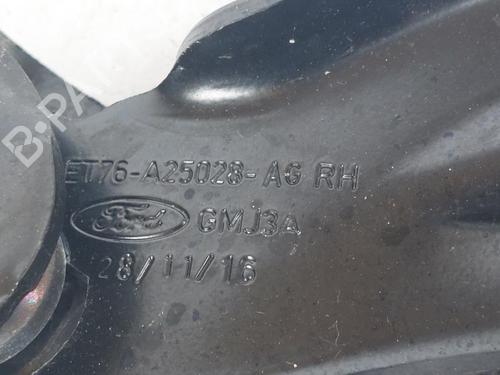 ET76-A25028-AG RH
Ford GMJ3A
28/11/16
B-PA